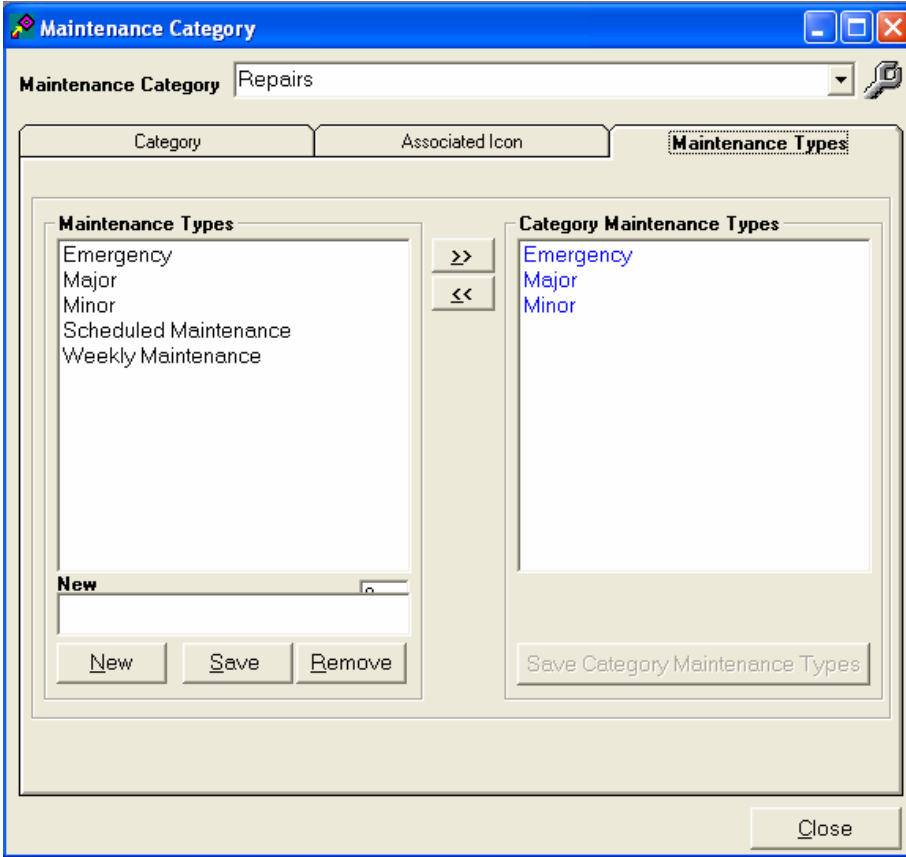 Maintenance Category
Maintenance Category Repairs
Category Associated Icon Maintenance Types
Maintenance Types
Emergency
Major
Minor
Scheduled Maintenance
Weekly Maintenance
New
New Save Remove
>>
<<
Category Maintenance Types
Emergency
Major
Minor
Save Category Maintenance Types
Close